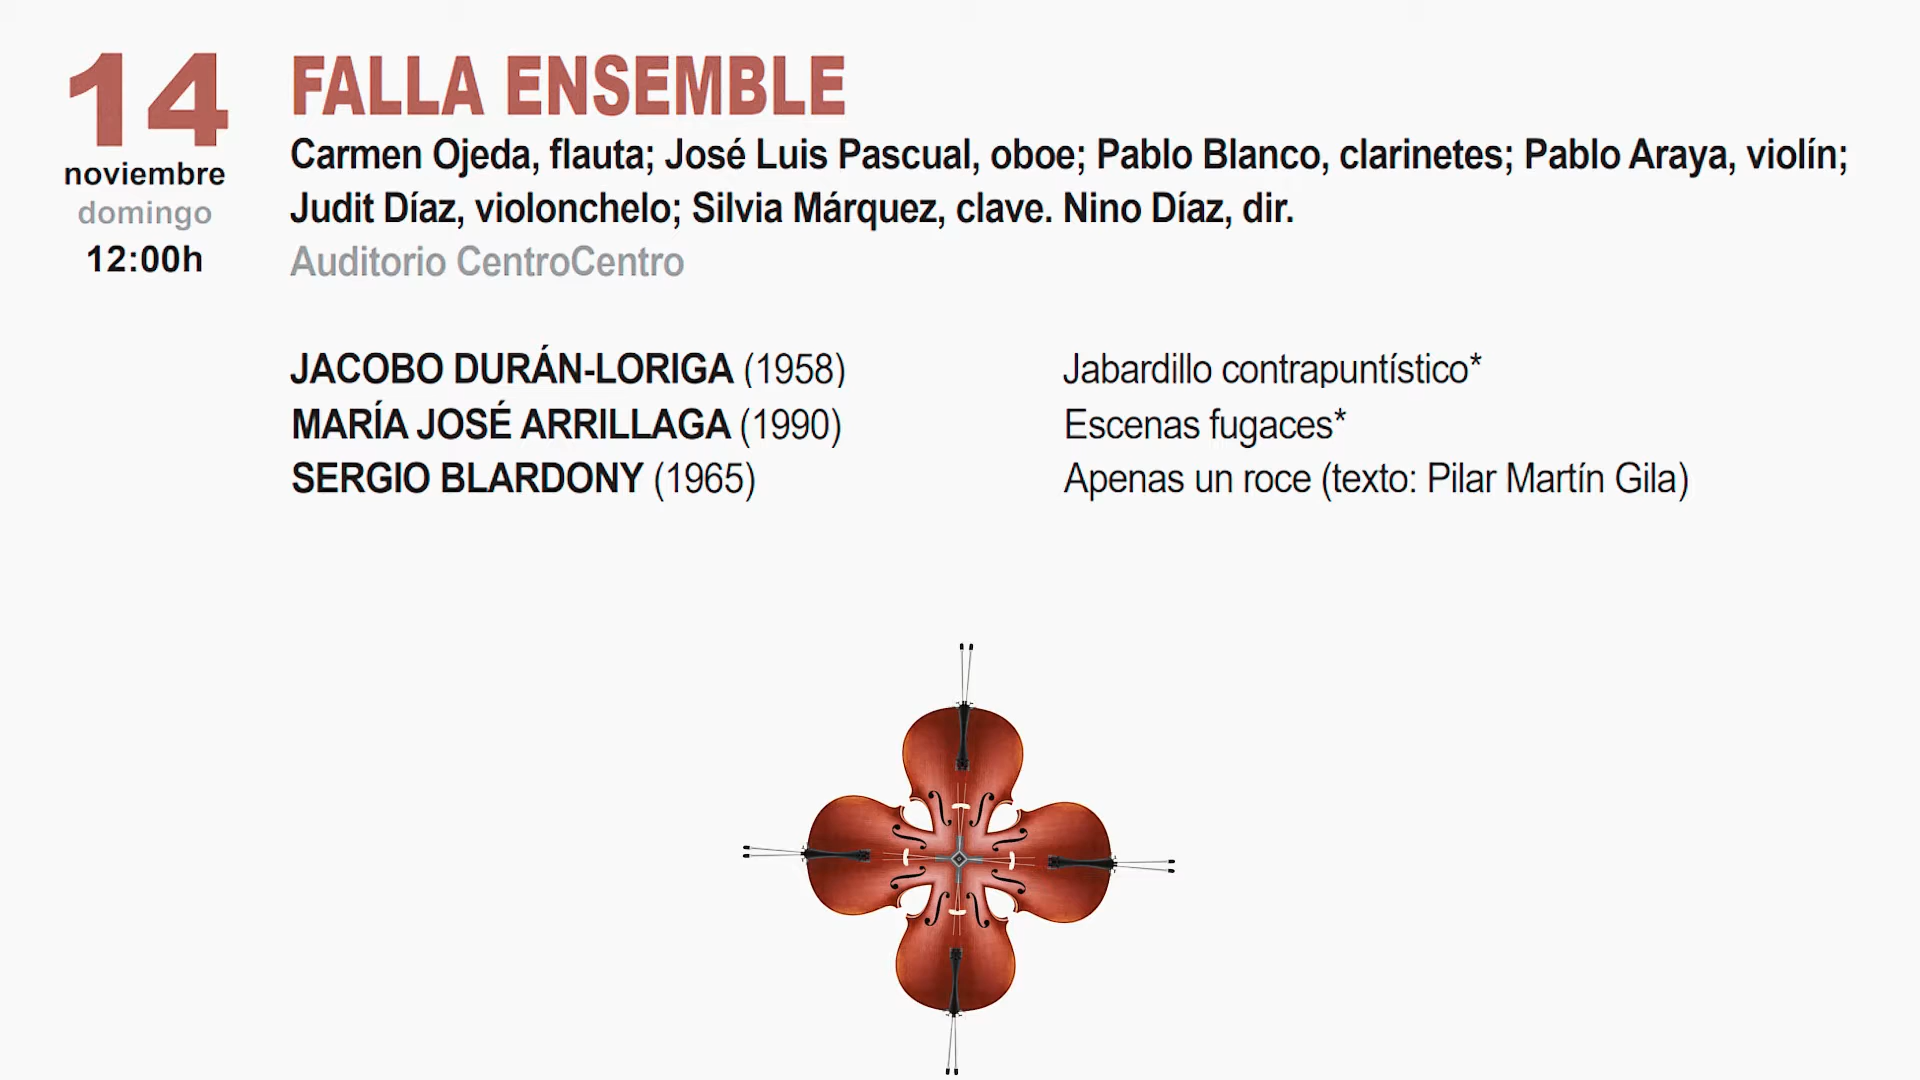 14
noviembre
domingo
12:00h
FALLA ENSEMBLE
Carmen Ojeda, flauta; José Luis Pascual, oboe; Pablo Blanco, clarinetes; Pablo Araya, violín;
Judit Díaz, violonchelo; Silvia Márquez, clave. Nino Díaz, dir.
Auditorio CentroCentro
JACOBO DURÁN-LORIGA (1958) Jabardillo contrapuntístico*
MARÍA JOSÉ ARRILLAGA (1990) Escenas fugaces*
SERGIO BLARDONY (1965) Apenas un roce (texto: Pilar Martín Gila)